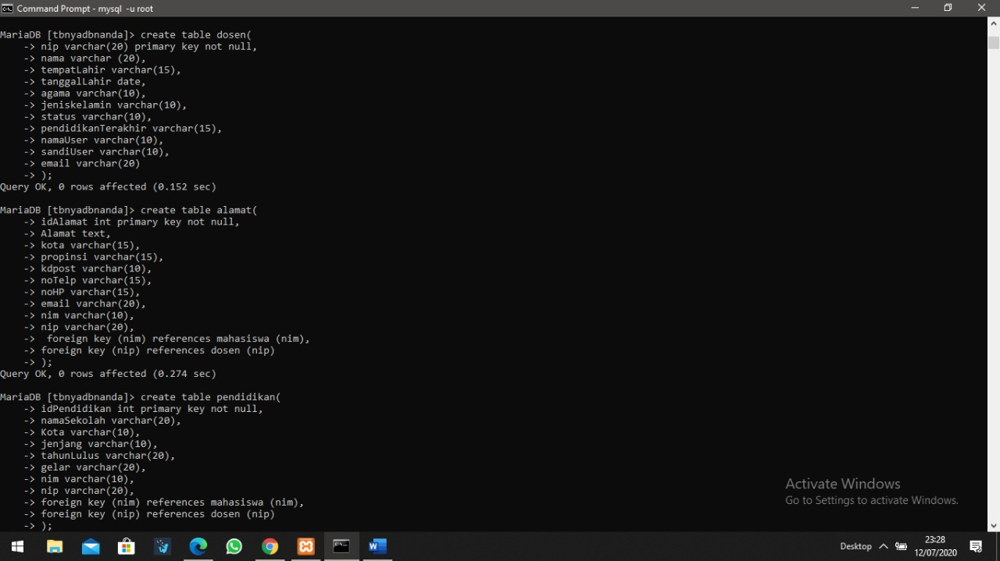 Command Prompt - mysql -u root
MariaDB [tbnyadbnanda]> create table dosen(
    -> nip varchar(20) primary key not null,
    -> nama varchar (20),
    -> tempatLahir varchar(15),
    -> tanggalLahir date,
    -> agama varchar(10),
    -> jeniskelamin varchar(10),
    -> status varchar(10),
    -> pendidikanTerakhir varchar(15),
    -> namaUser varchar(10),
    -> sandiUser varchar(10),
    -> email varchar(20)
    -> );
Query OK, 0 rows affected (0.152 sec)
MariaDB [tbnyadbnanda]> create table alamat(
    -> idAlamat int primary key not null,
    -> Alamat text,
    -> kota varchar(15),
    -> propinsi varchar(15),
    -> kdpost varchar(10),
    -> noTelp varchar(15),
    -> noHP varchar(15),
    -> email varchar(20),
    -> nim varchar(10),
    -> nip varchar(20),
    ->  foreign key (nim) references mahasiswa (nim),
    -> foreign key (nip) references dosen (nip)
    -> );
Query OK, 0 rows affected (0.274 sec)
MariaDB [tbnyadbnanda]> create table pendidikan(
    -> idPendidikan int primary key not null,
    -> namaSekolah varchar(20),
    -> Kota varchar(10),
    -> jenjang varchar(10),
    -> tahunLulus varchar(20),
    -> gelar varchar(20),
    -> nim varchar(10),
    -> nip varchar(20),
    -> foreign key (nim) references mahasiswa (nim),
    -> foreign key (nip) references dosen (nip)
    -> );
Activate Windows
Go to Settings to activate Windows.
Desktop
23:28
12/07/2020